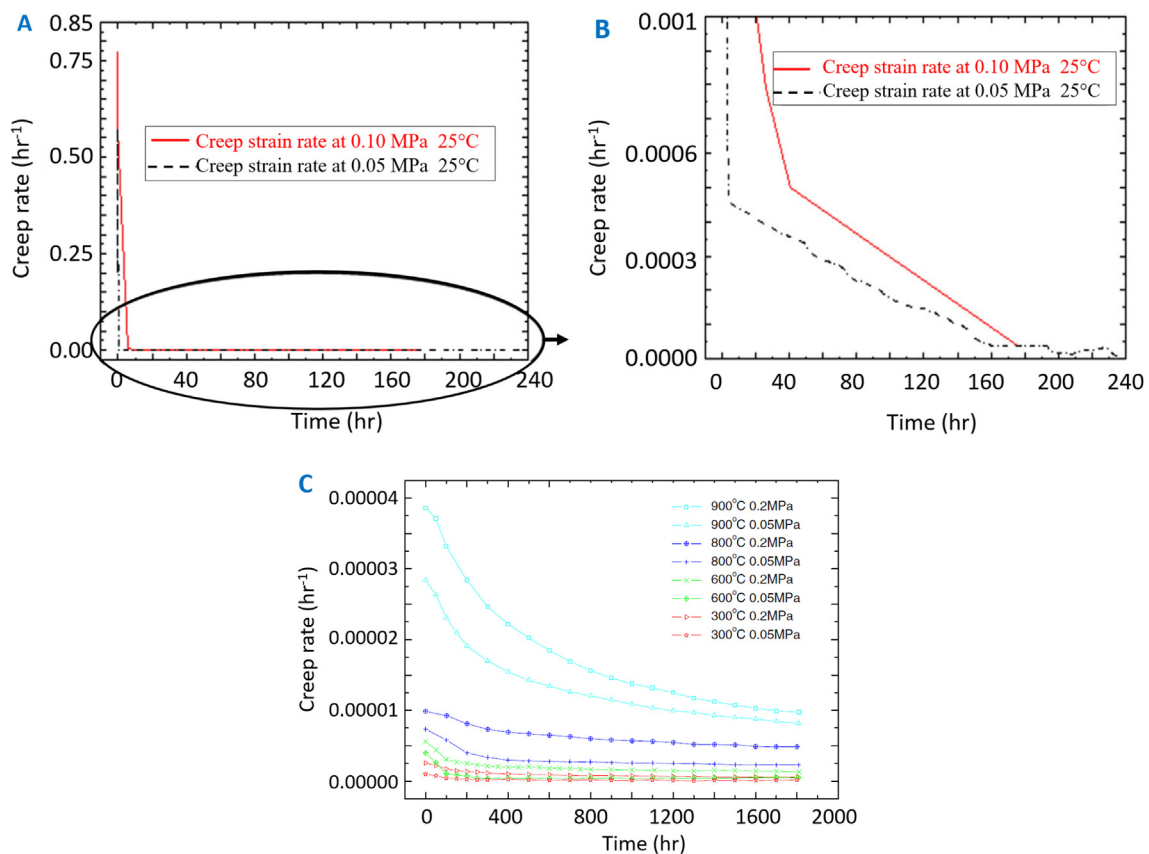 A
0.85
0.75
0.50
0.25
0.00
Creep rate (hr⁻¹)
Creep strain rate at 0.10 MPa 25°C
Creep strain rate at 0.05 MPa 25°C
0 40 80 120 160 200 240
Time (hr)
B
0.001
0.0006
0.0003
0.0000
Creep rate (hr⁻¹)
Creep strain rate at 0.10 MPa 25°C
Creep strain rate at 0.05 MPa 25°C
0 40 80 120 160 200 240
Time (hr)
C
0.00004
0.00003
0.00002
0.00001
0.00000
Creep rate (hr⁻¹)
900°C 0.2MPa
900°C 0.05MPa
800°C 0.2MPa
800°C 0.05MPa
600°C 0.2MPa
600°C 0.05MPa
300°C 0.2MPa
300°C 0.05MPa
0 400 800 1200 1600 2000
Time (hr)